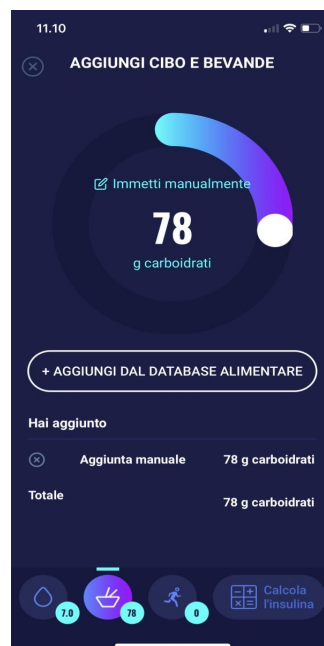 11.10
AGGIUNGI CIBO E BEVANDE
Immetti manualmente
78
g carboidrati
+ AGGIUNGI DAL DATABASE ALIMENTARE
Hai aggiunto
Aggiunta manuale 78 g carboidrati
Totale 78 g carboidrati
7.0 78 0
Calcola
l'insulina